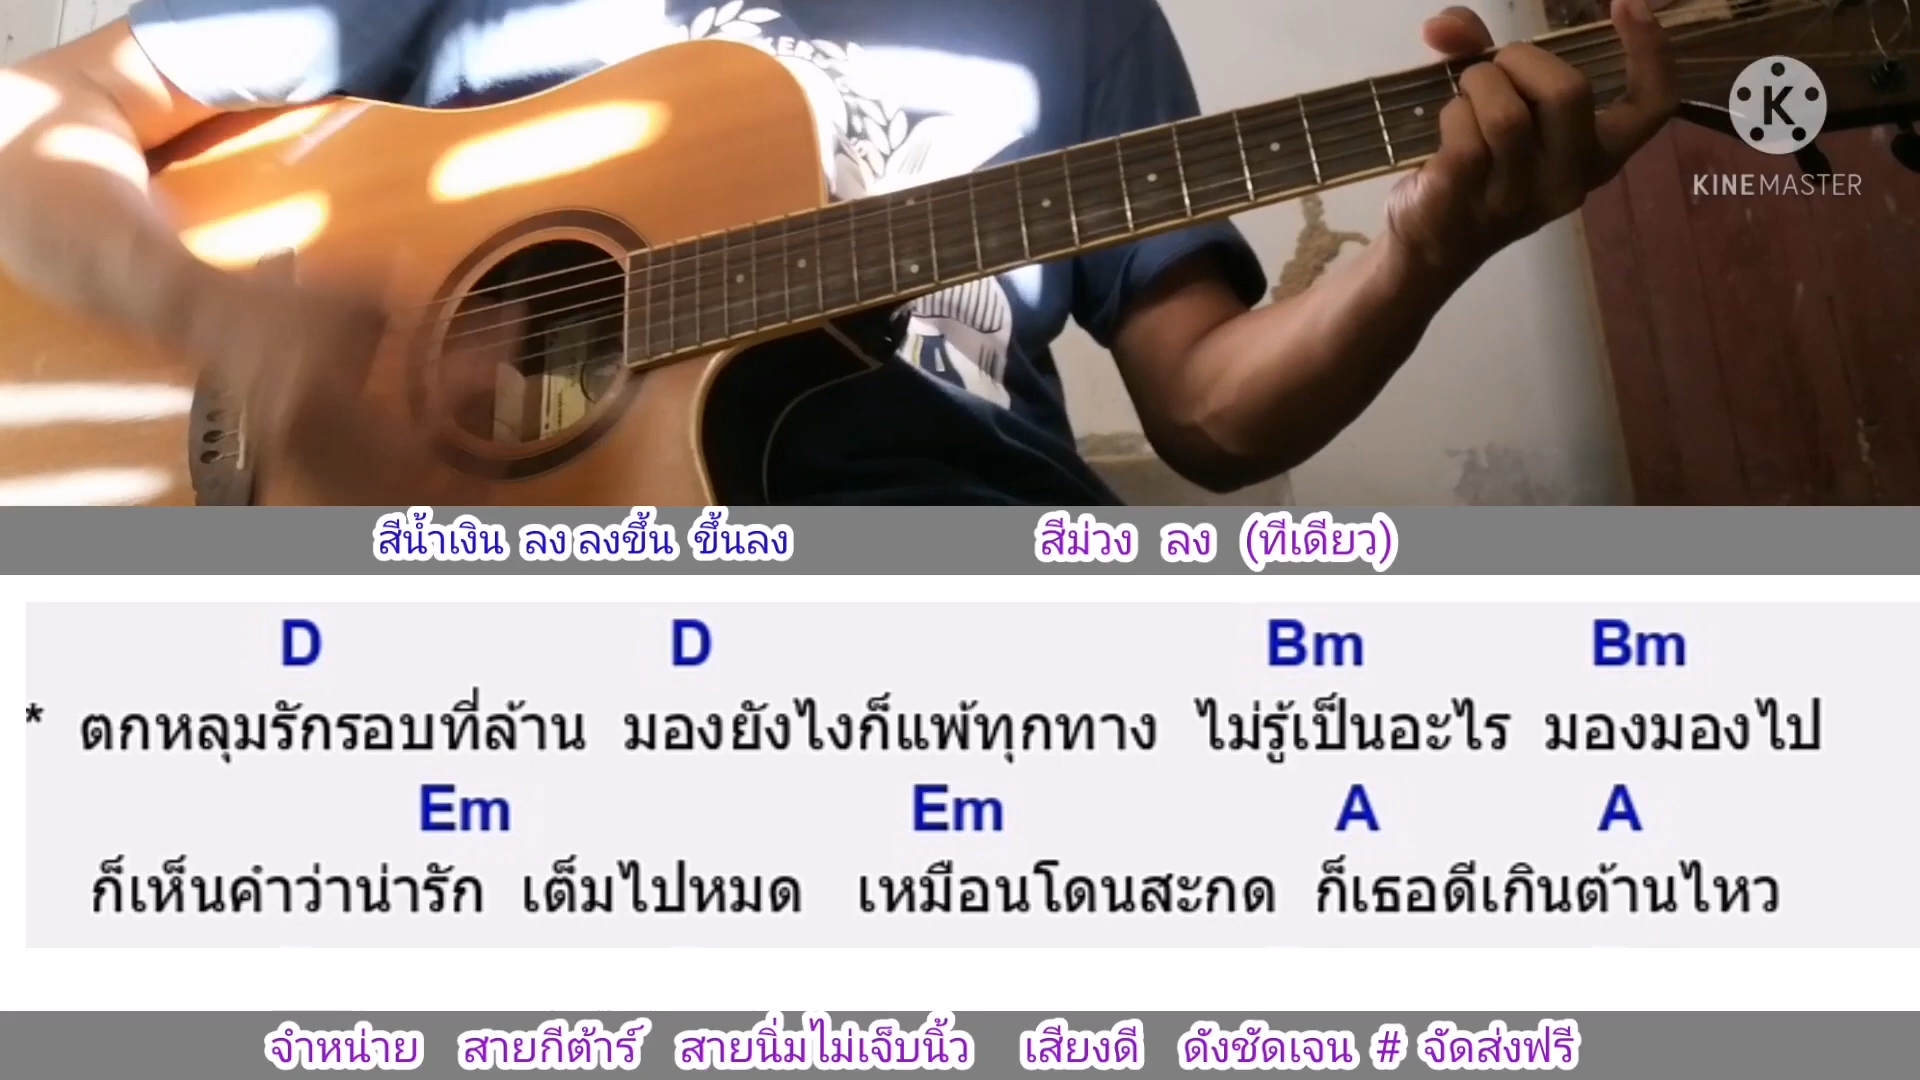 KINEMASTER
สีน้ำเงิน ลง ลงขึ้น ขึ้นลง สีม่วง ลง (ทีเดียว)
D D Bm Bm
* ตกหลุมรักรอบที่ล้าน มองยังไงก็แพ้ทุกทาง ไม่รู้เป็นอะไร มองมองไป
Em Em A A
ก็เห็นคำว่าน่ารัก เต็มไปหมด เหมือนโดนสะกด ก็เธอดีเกินต้านไหว
จำหน่าย สายกีต้าร์ สายนิ่มไม่เจ็บนิ้ว เสียงดี ดังชัดเจน # จัดส่งฟรี